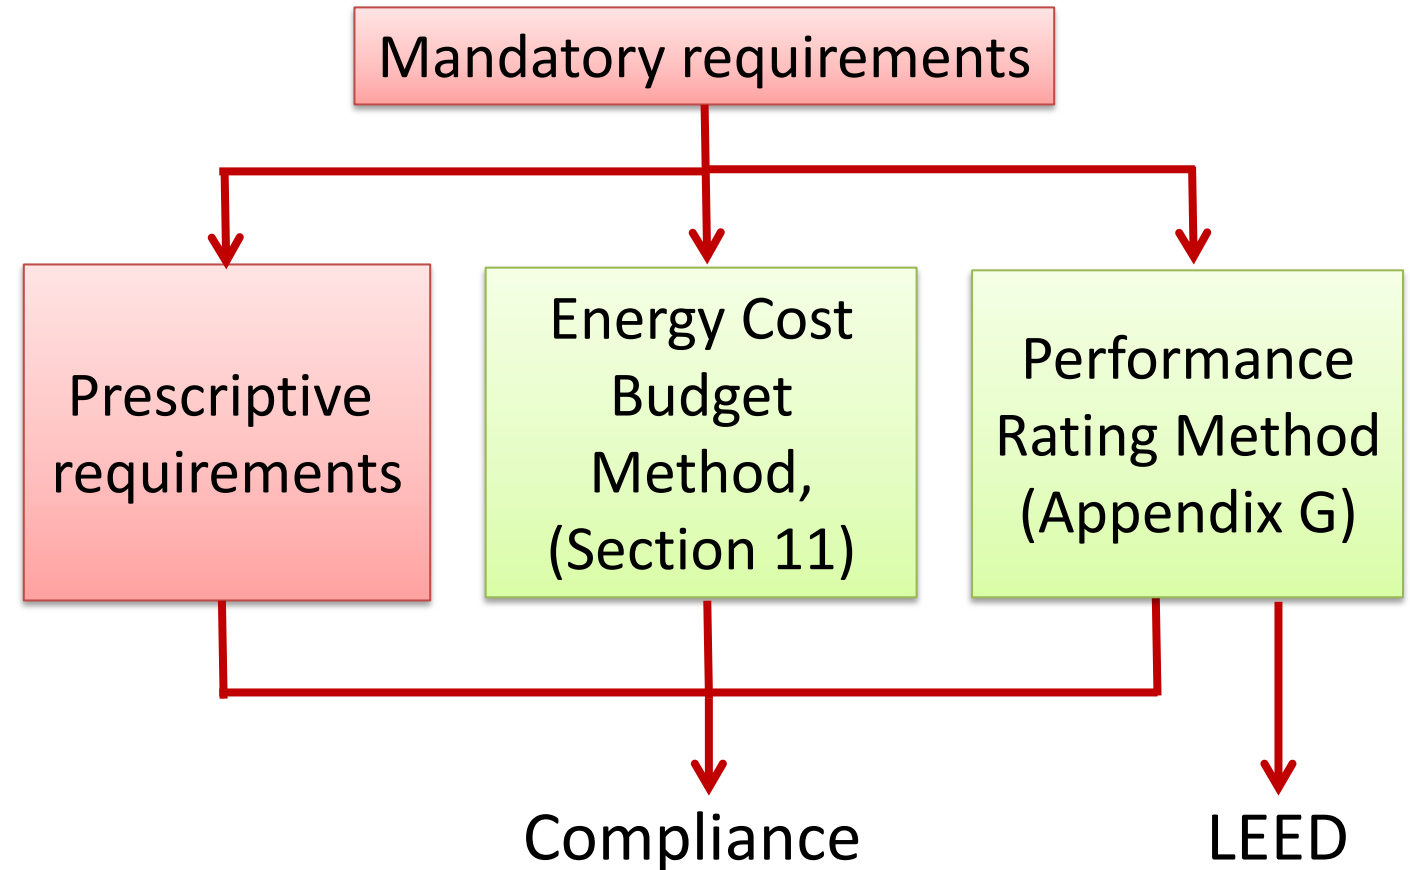 Mandatory requirements
Prescriptive
requirements
Energy Cost
Budget
Method,
(Section 11)
Performance
Rating Method
(Appendix G)
Compliance
LEED